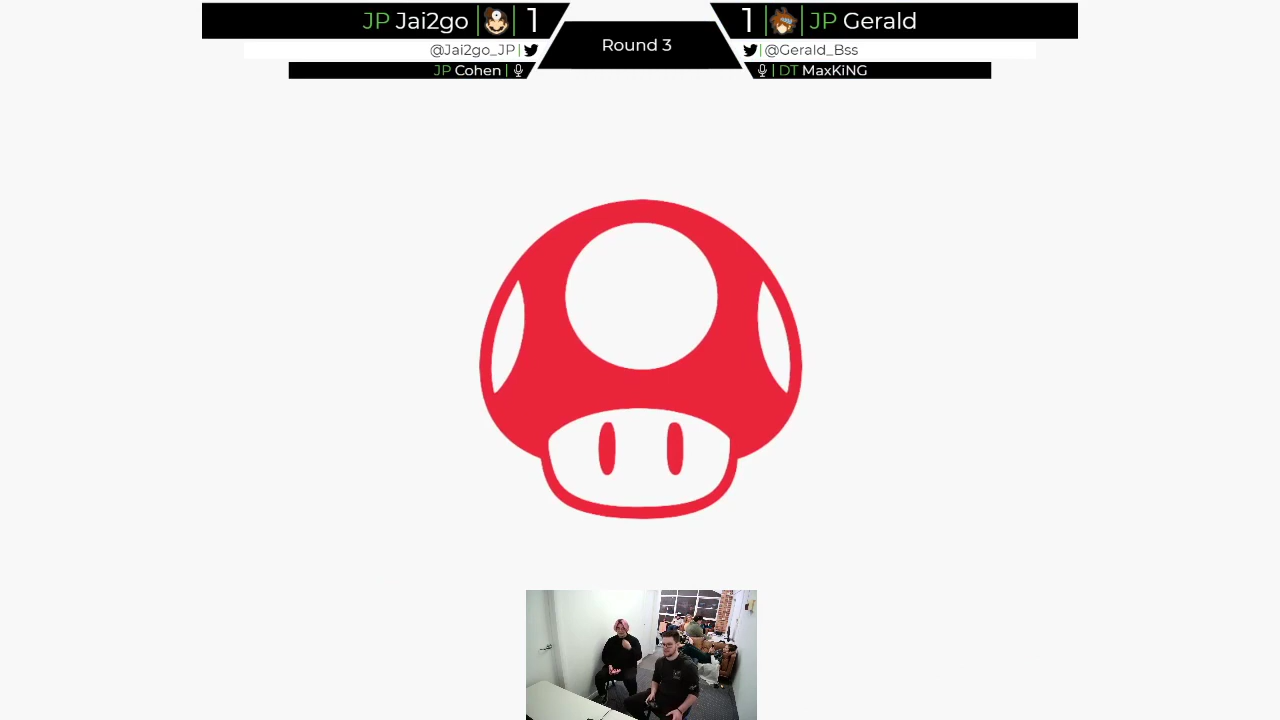 JP Jai2go 1
Round 3
1 JP Gerald
@Jai2go_JP
@Gerald_Bss
JP Cohen
DT MaxKiNG